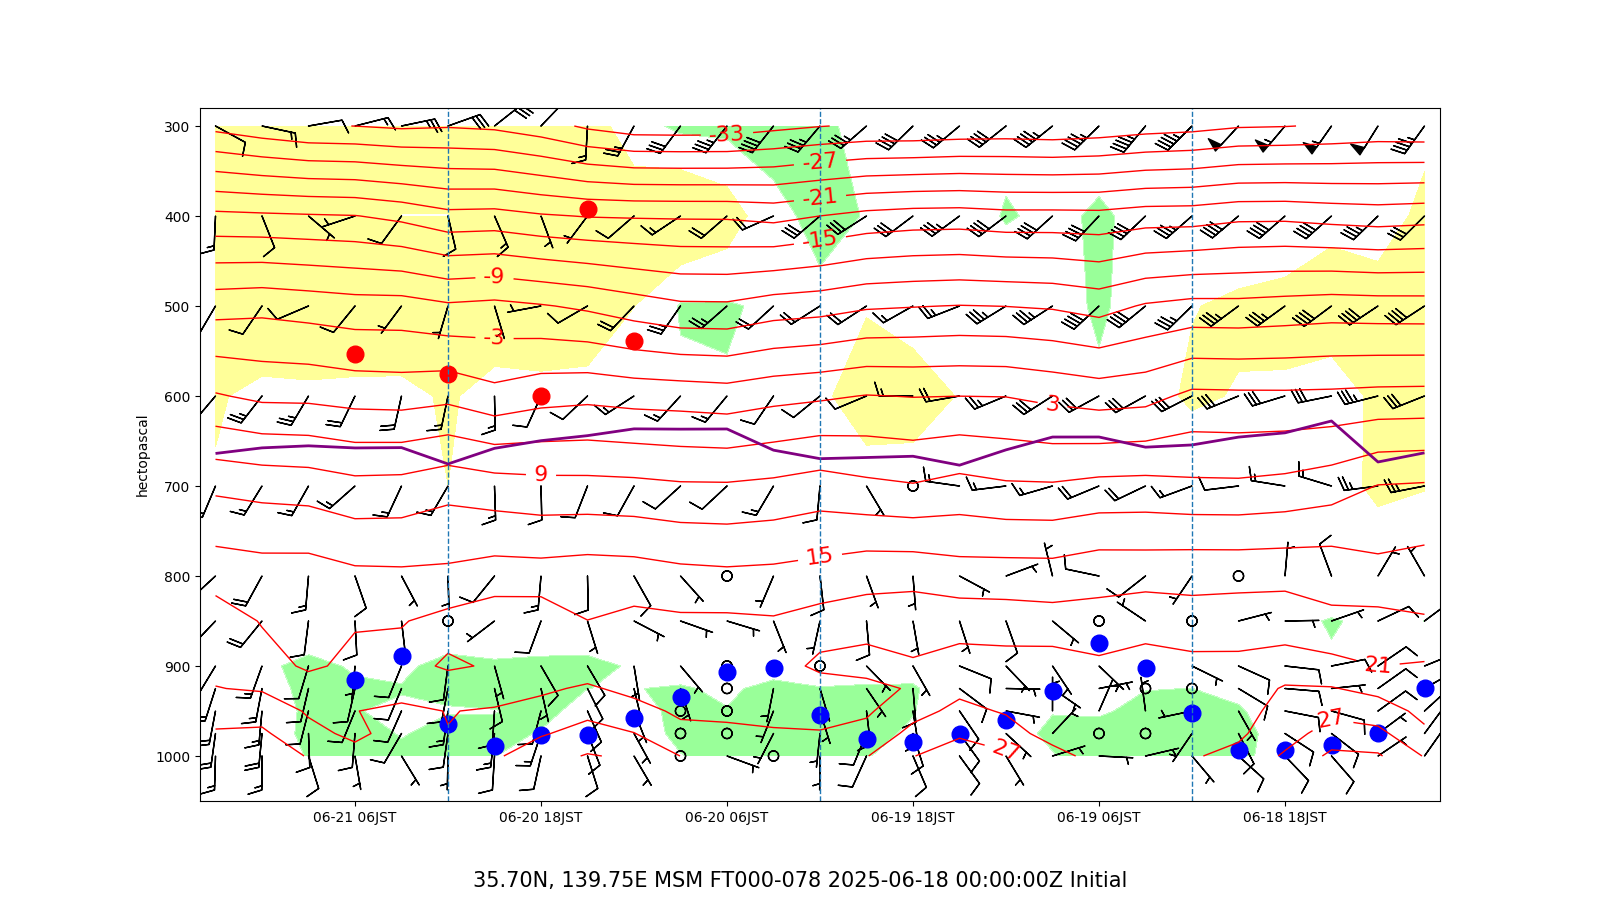 300
400
500
600
700
800
900
1000
hectopascal
-33
-27
-21
-15
-9
-3
3
9
15
21
27
27
06-21 06JST
06-20 18JST
06-20 06JST
06-19 18JST
06-19 06JST
06-18 18JST
35.70N, 139.75E MSM FT000-078 2025-06-18 00:00:00Z Initial